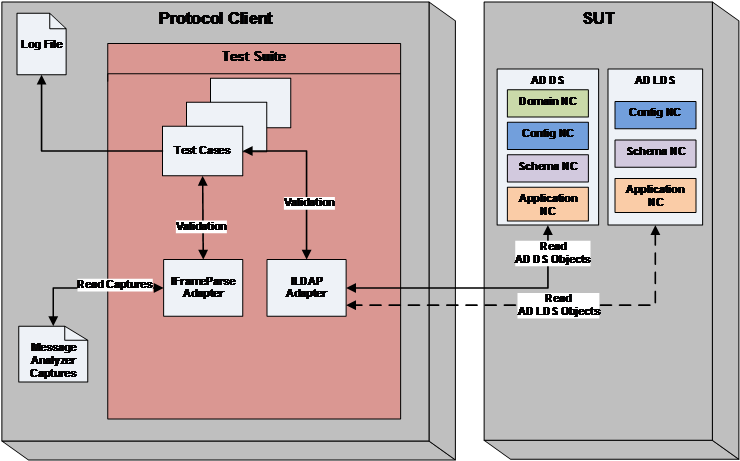 Protocol Client
SUT
Log File
Test Suite
Test Cases
Validation
Validation
Read Captures
IFrameParse
Adapter
ILDAP
Adapter
Message
Analyzer
Captures
AD DS
Domain NC
Config NC
Schema NC
Application
NC
AD LDS
Config NC
Schema NC
Application
NC
Read
AD DS Objects
Read
AD LDS Objects